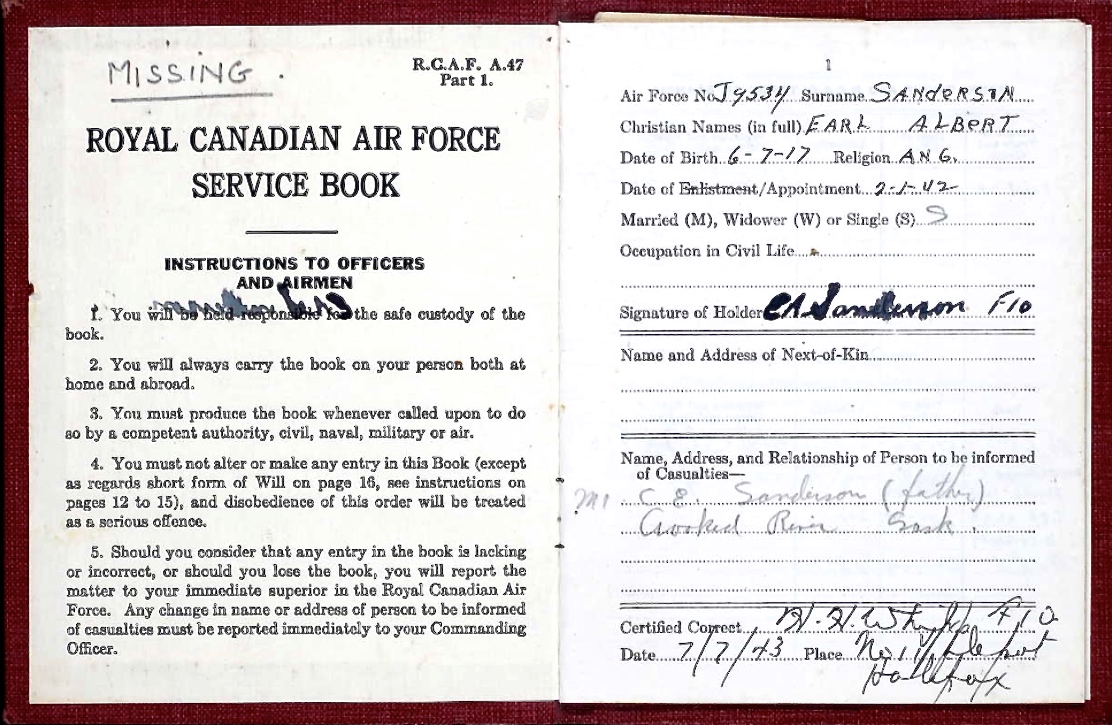 MISSING .
R.C.A.F. A.47
Part 1.
ROYAL CANADIAN AIR FORCE
SERVICE BOOK
INSTRUCTIONS TO OFFICERS
AND AIRMEN
1. You will be held responsible for the safe custody of the
book.
2. You will always carry the book on your person both at
home and abroad.
3. You must produce the book whenever called upon to do
so by a competent authority, civil, naval, military or air.
4. You must not alter or make any entry in this Book (except
as regards short form of Will on page 16, see instructions on
pages 12 to 15), and disobedience of this order will be treated
as a serious offence.
5. Should you consider that any entry in the book is lacking
or incorrect, or should you lose the book, you will report the
matter to your immediate superior in the Royal Canadian Air
Force. Any change in name or address of person to be informed
of casualties must be reported immediately to your Commanding
Officer.
1
Air Force No. J9534 Surname SANDERSON
Christian Names (in full) EARL ALBERT
Date of Birth 6-7-17 Religion ANG.
Date of Enlistment/Appointment 2-1-42
Married (M), Widower (W) or Single (S) S
Occupation in Civil Life
Signature of Holder EA Sanderson F/O
Name and Address of Next-of-Kin
Name, Address, and Relationship of Person to be informed
of Casualties—
Mr C. E. Sanderson (father)
Crooked River Sask.
Certified Correct H. H. F/O
Date 7/7/43 Place No. 1 Y Depot
Halifax